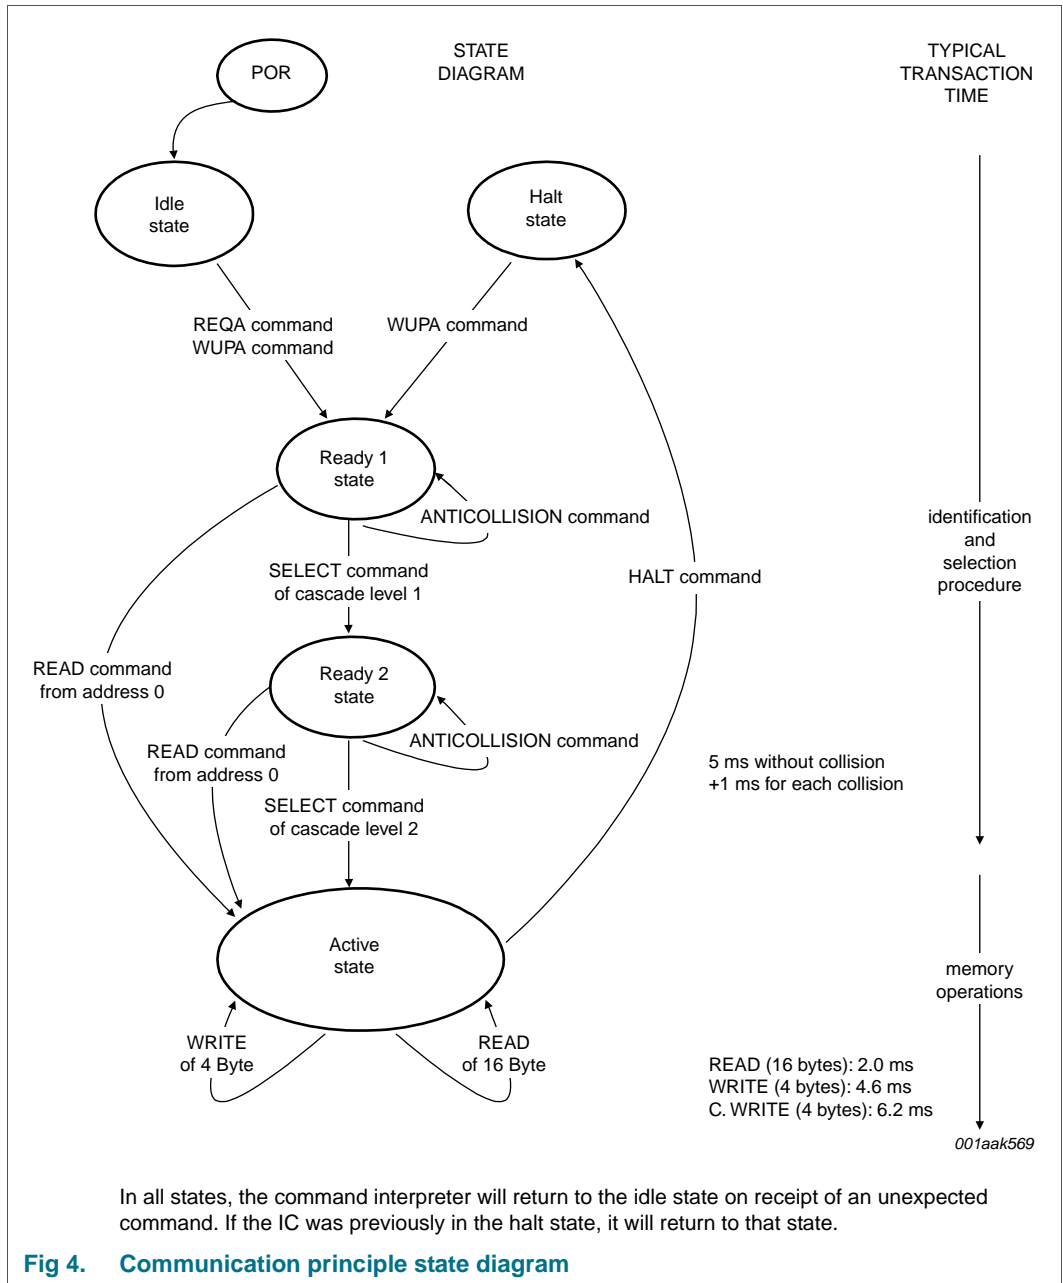 POR
STATE
DIAGRAM
TYPICAL
TRANSACTION
TIME
Idle
state
Halt
state
REQA command
WUPA command
WUPA command
Ready 1
state
ANTICOLLISION command
identification
and
selection
procedure
SELECT command
of cascade level 1
HALT command
READ command
from address 0
Ready 2
state
READ command
from address 0
ANTICOLLISION command
5 ms without collision
+1 ms for each collision
SELECT command
of cascade level 2
Active
state
memory
operations
WRITE
of 4 Byte
READ
of 16 Byte
READ (16 bytes): 2.0 ms
WRITE (4 bytes): 4.6 ms
C. WRITE (4 bytes): 6.2 ms
001aak569
In all states, the command interpreter will return to the idle state on receipt of an unexpected
command. If the IC was previously in the halt state, it will return to that state.
Fig 4. Communication principle state diagram